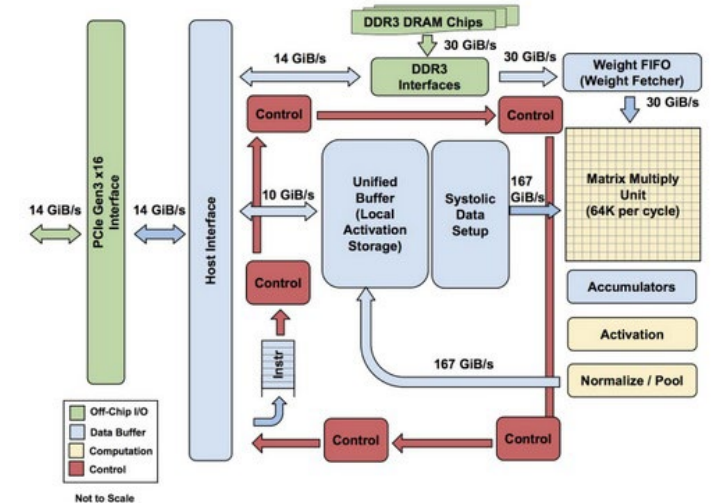 DDR3 DRAM Chips
30 GiB/s
14 GiB/s
DDR3
Interfaces
30 GiB/s
Weight FIFO
(Weight Fetcher)
30 GiB/s
Control
Control
PCIe Gen3 x16
Interface
14 GiB/s
14 GiB/s
Host Interface
10 GiB/s
Unified
Buffer
(Local
Activation
Storage)
Systolic
Data
Setup
167
GiB/s
Matrix Multiply
Unit
(64K per cycle)
Control
Accumulators
Activation
Instr
167 GiB/s
Normalize / Pool
Off-Chip I/O
Data Buffer
Computation
Control
Control
Control
Not to Scale